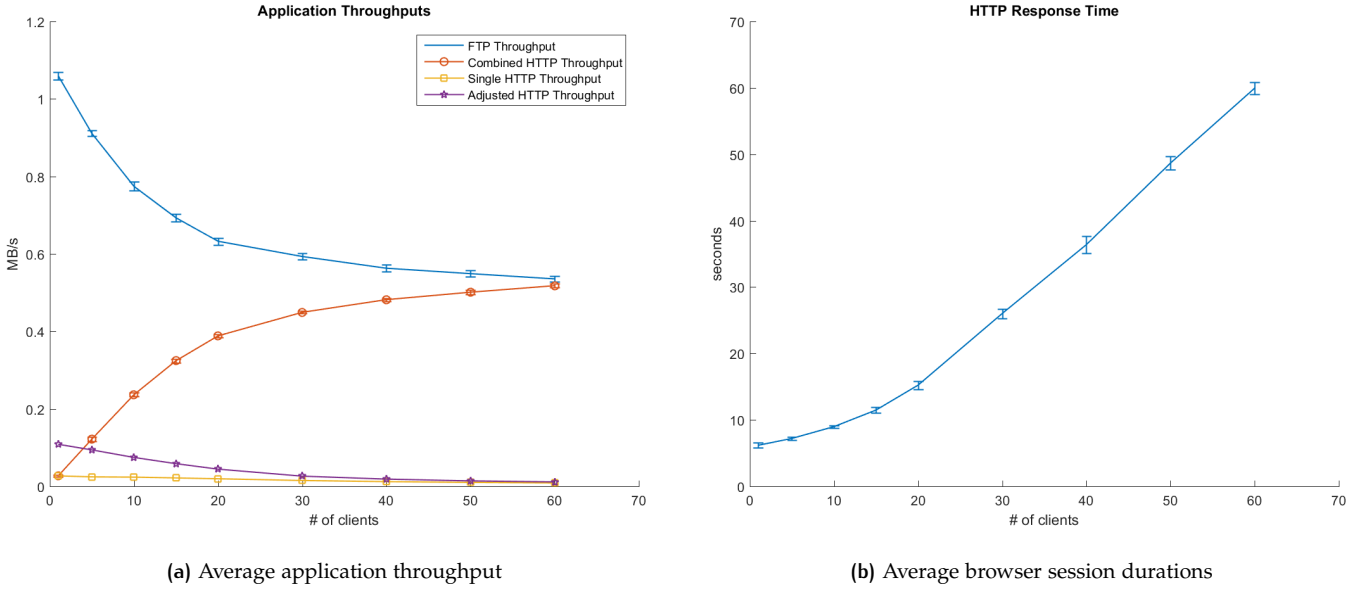 Application Throughputs
1.2
1
0.8
0.6
0.4
0.2
0
MB/s
FTP Throughput
Combined HTTP Throughput
Single HTTP Throughput
Adjusted HTTP Throughput
0 10 20 30 40 50 60 70
# of clients
(a) Average application throughput
HTTP Response Time
70
60
50
40
30
20
10
0
seconds
0 10 20 30 40 50 60 70
# of clients
(b) Average browser session durations